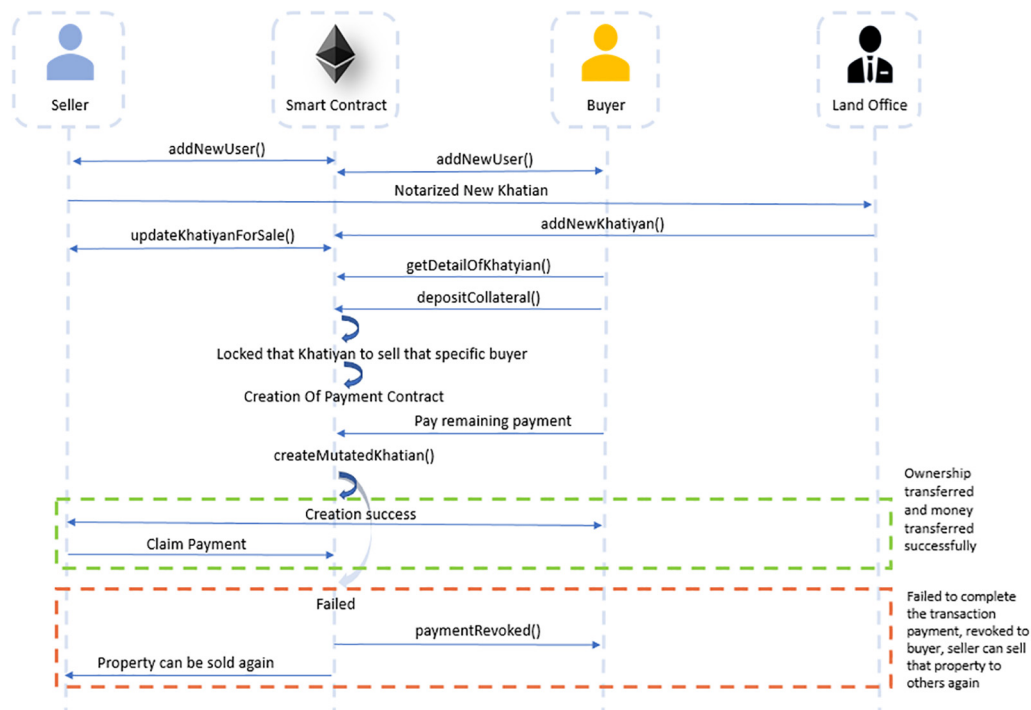 Seller
Smart Contract
Buyer
Land Office
addNewUser()
addNewUser()
Notarized New Khatian
addNewKhatiyan()
updateKhatiyanForSale()
getDetailOfKhatyian()
depositCollateral()
Locked that Khatiyan to sell that specific buyer
Creation Of Payment Contract
Pay remaining payment
createMutatedKhatian()
Ownership
transferred
and money
transferred
successfully
Creation success
Claim Payment
Failed
paymentRevoked()
Property can be sold again
Failed to complete
the transaction
payment, revoked to
buyer, seller can sell
that property to
others again